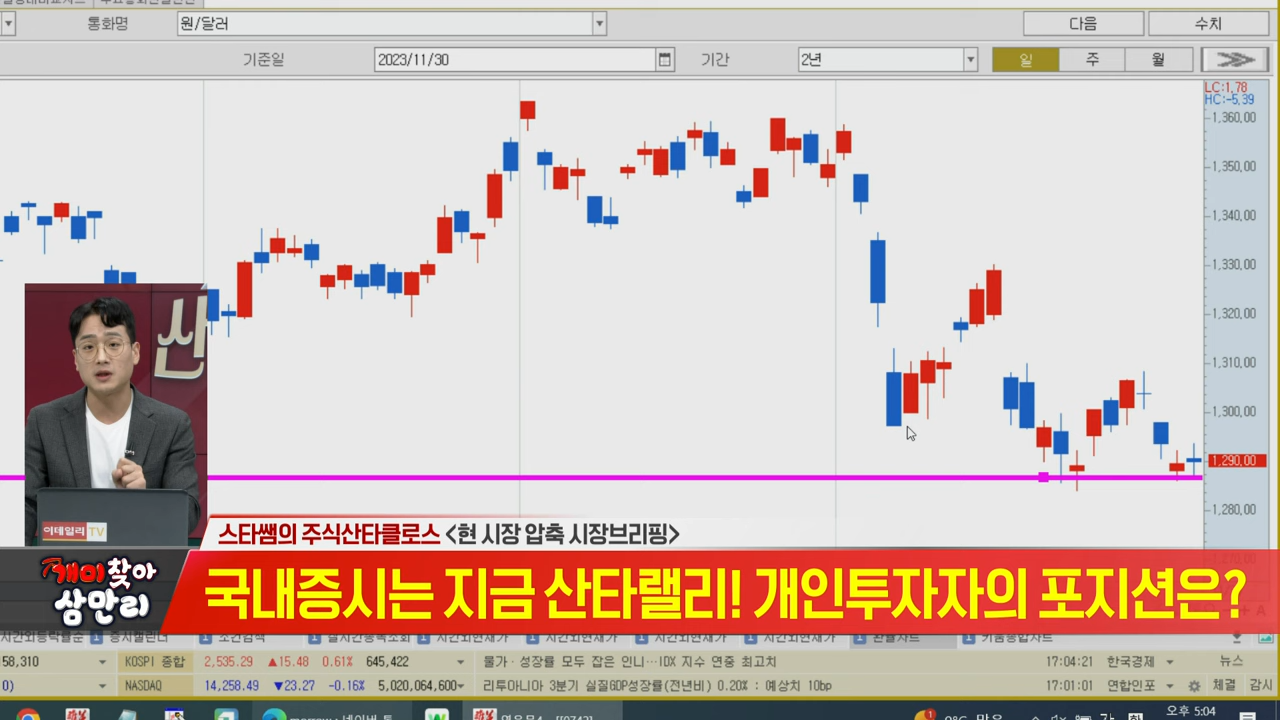 통화명
원/달러
다음
수치
기준일
2023/11/30
기간
2년
일
주
월
LC:1,78
HC:-5,39
1,360,00
1,350,00
1,340,00
1,330,00
1,320,00
1,310,00
1,300,00
1,290,00
1,280,00
산
이데일리TV
스타쌤의 주식산타클로스 <현 시장 압축 시장브리핑>
개미찾아
삼만리
국내증시는 지금 산타랠리! 개인투자자의 포지션은?
58,310
KOSPI 종합 2,535.29 ▲15.48 0.61% 645,422
물가·성장률 모두 잡은 인니…IDX 지수 연중 최고치
17:04:21 한국경제
뉴스
0)
NASDAQ 14,258.49 ▼23.27 -0.16% 5,020,064,600
리투아니아 3분기 실질GDP성장률(전년비) 0.20% : 예상치 10bp
17:01:01 연합인포
체결
감시
오후 5:04